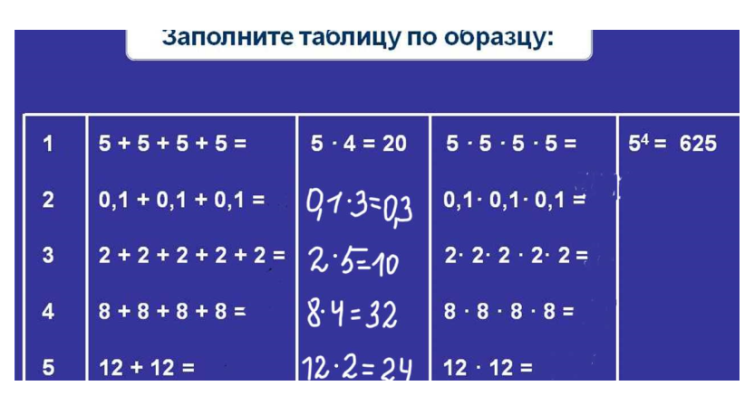 Заполните таблицу по образцу:
1 5 + 5 + 5 + 5 = 5 · 4 = 20 5 · 5 · 5 · 5 = 5⁴ = 625
2 0,1 + 0,1 + 0,1 = 0,1·3=0,3 0,1· 0,1· 0,1 =
3 2 + 2 + 2 + 2 + 2 = 2·5=10 2· 2· 2 · 2· 2 =
4 8 + 8 + 8 + 8 = 8·4=32 8 · 8 · 8 · 8 =
5 12 + 12 = 12·2=24 12 · 12 =